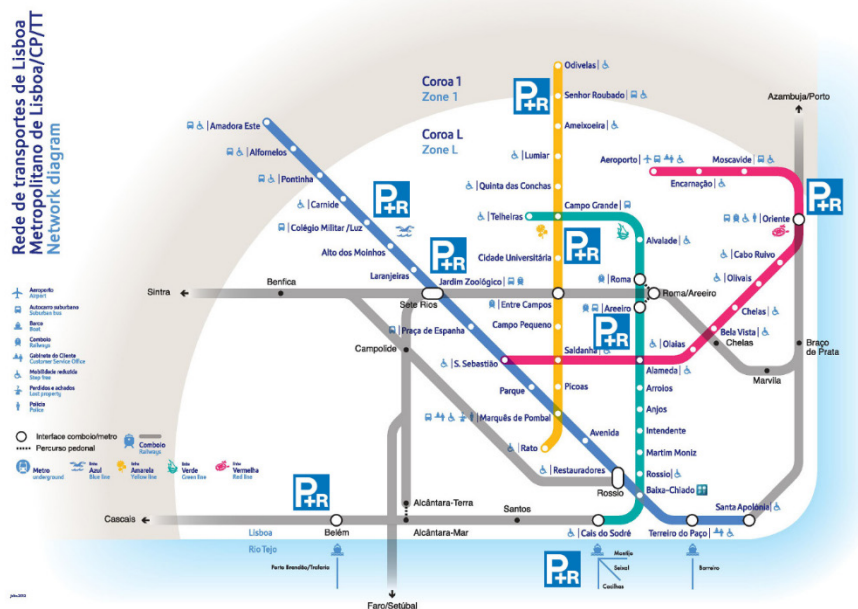 Rede de transportes de Lisboa
Metropolitano de Lisboa/CP/TT
Network diagram
Coroa 1
Zone 1
Coroa L
Zone L
Odivelas
Senhor Roubado
Ameixoeira
Lumiar
Quinta das Conchas
Campo Grande
Telheiras
Cidade Universitária
Entre Campos
Campo Pequeno
Saldanha
Picoas
Marquês de Pombal
Rato
Amadora Este
Alfornelos
Pontinha
Carnide
Colégio Militar /Luz
Alto dos Moinhos
Laranjeiras
Jardim Zoológico
Sete Rios
Praça de Espanha
S. Sebastião
Parque
Avenida
Restauradores
Rossio
Baixa-Chiado
Terreiro do Paço
Santa Apolónia
Azambuja/Porto
Aeroporto
Moscavide
Encarnação
Oriente
Cabo Ruivo
Olivais
Chelas
Bela Vista
Chelas
Olaias
Braço
de Prata
Marvila
Alvalade
Roma
Roma/Areeiro
Areeiro
Alameda
Arroios
Anjos
Intendente
Martim Moniz
Rossio
Cais do Sodré
Sintra
Benfica
Campolide
Cascais
Belém
Alcântara-Terra
Alcântara-Mar
Santos
Faro/Setúbal
Lisboa
Rio Tejo
Porto Brandão/Trafaria
Montijo
Seixal
Cacilhas
Barreiro
P+R
P+R
P+R
P+R
P+R
P+R
P+R
P+R
Aeroporto
Airport
Autocarro suburbano
Suburban bus
Barco
Boat
Comboio
Railways
Gabinete do Cliente
Customer Service Office
Mobilidade reduzida
Step free
Perdidos e achados
Lost property
Polícia
Police
Interface comboio/metro
Percurso pedonal
Comboio
Railways
Metro
underground
linha
Azul
Blue line
linha
Amarela
Yellow line
linha
Verde
Green line
linha
Vermelha
Red line